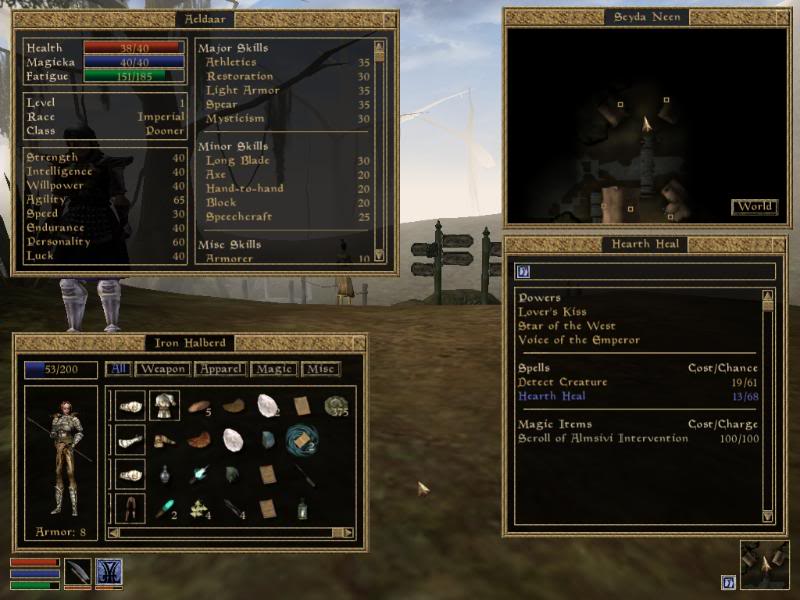 Aeldaar
Health 38/40
Magicka 40/40
Fatigue 151/185
Level 1
Race Imperial
Class Pooner
Strength 40
Intelligence 40
Willpower 40
Agility 65
Speed 30
Endurance 40
Personality 60
Luck 40
Major Skills
Athletics 35
Restoration 30
Light Armor 35
Spear 35
Mysticism 30
Minor Skills
Long Blade 30
Axe 20
Hand-to-hand 20
Block 20
Speechcraft 25
Misc Skills
Armorer 10
Seyda Neen
World
Hearth Heal
Powers
Lover's Kiss
Star of the West
Voice of the Emperor
Spells Cost/Chance
Detect Creature 19/61
Hearth Heal 13/68
Magic Items Cost/Charge
Scroll of Almsivi Intervention 100/100
Iron Halberd
53/200
All Weapon Apparel Magic Misc
5
2
375
2
4
4
Armor: 8